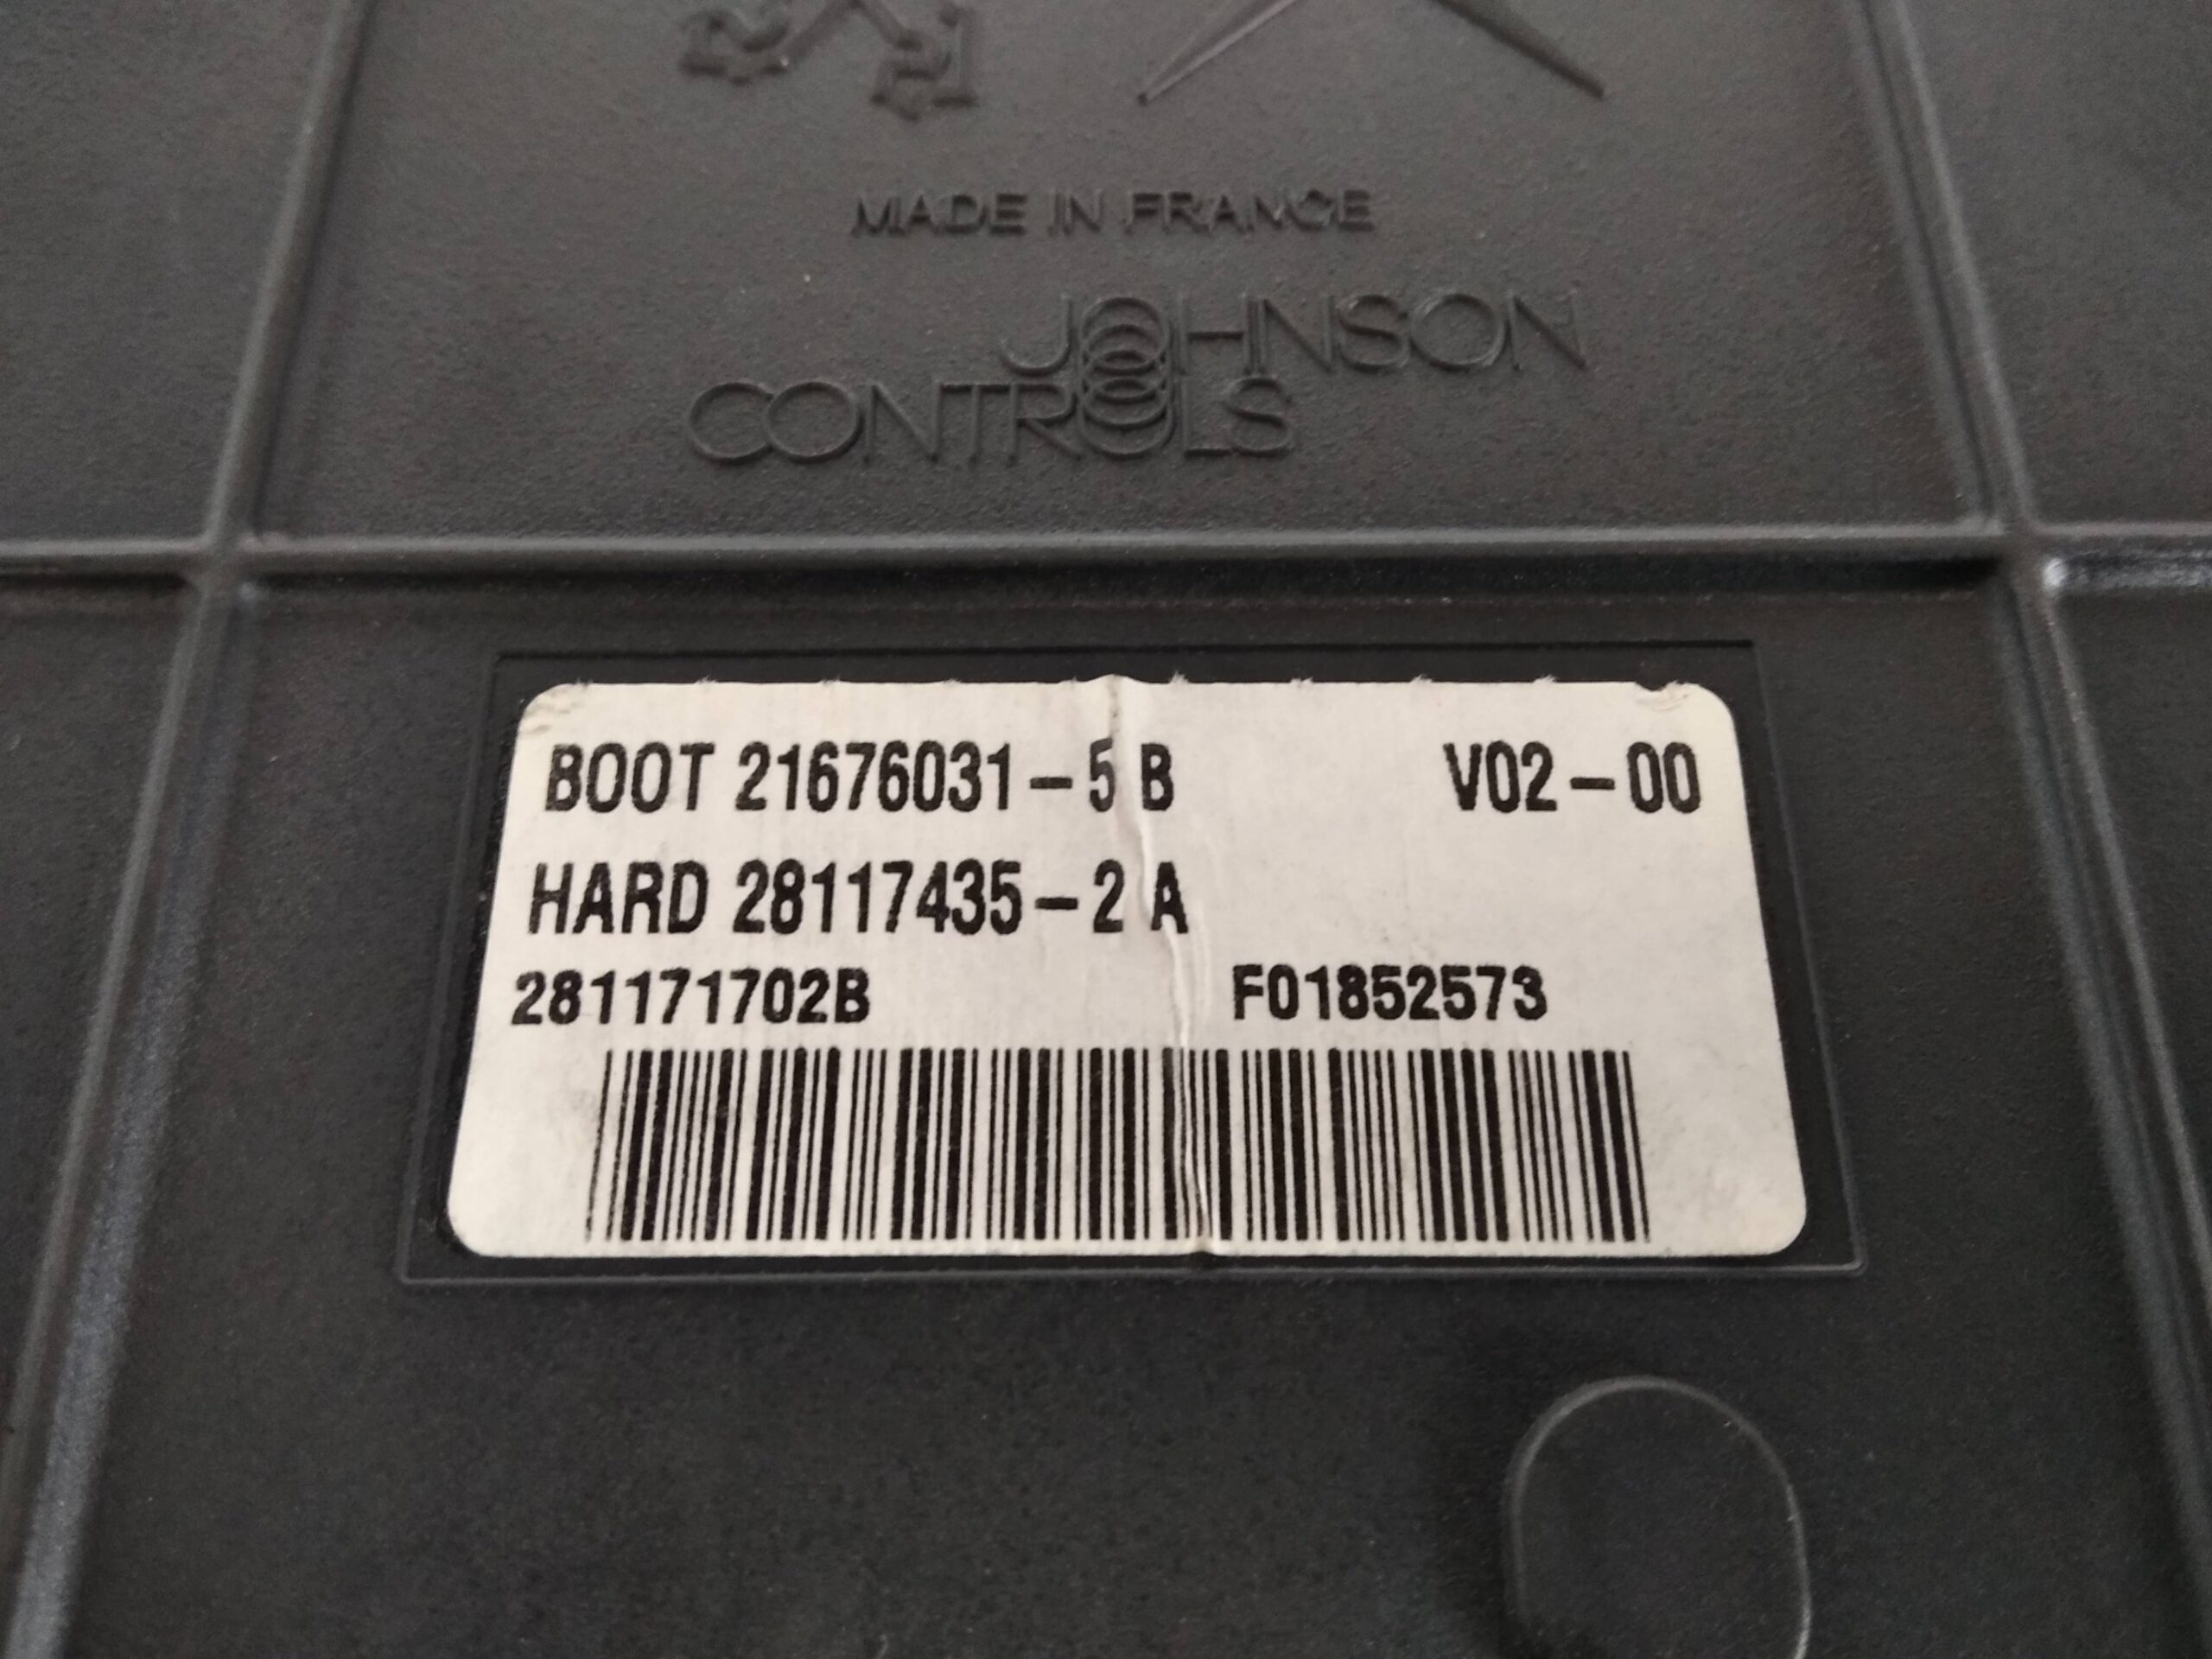 MADE IN FRANCE
JOHNSON
CONTROLS
BOOT 21676031-5 B V02-00
HARD 28117435-2 A
281171702B F01852573